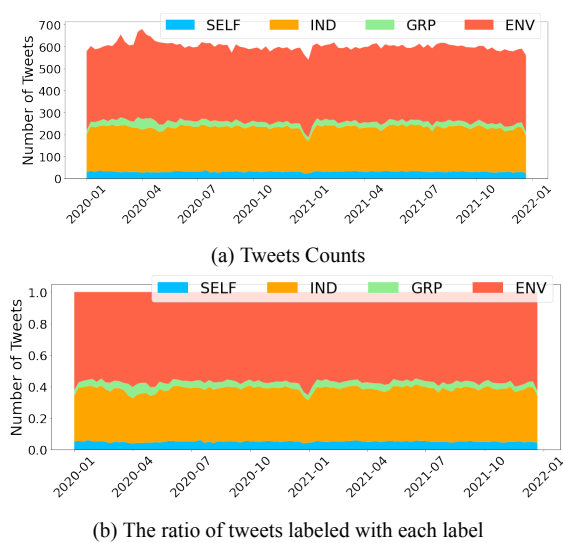 SELF IND GRP ENV
Number of Tweets
700
600
500
400
300
200
100
0
2020-01 2020-04 2020-07 2020-10 2021-01 2021-04 2021-07 2021-10 2022-01
(a) Tweets Counts
SELF IND GRP ENV
Number of Tweets
1.0
0.8
0.6
0.4
0.2
0.0
2020-01 2020-04 2020-07 2020-10 2021-01 2021-04 2021-07 2021-10 2022-01
(b) The ratio of tweets labeled with each label